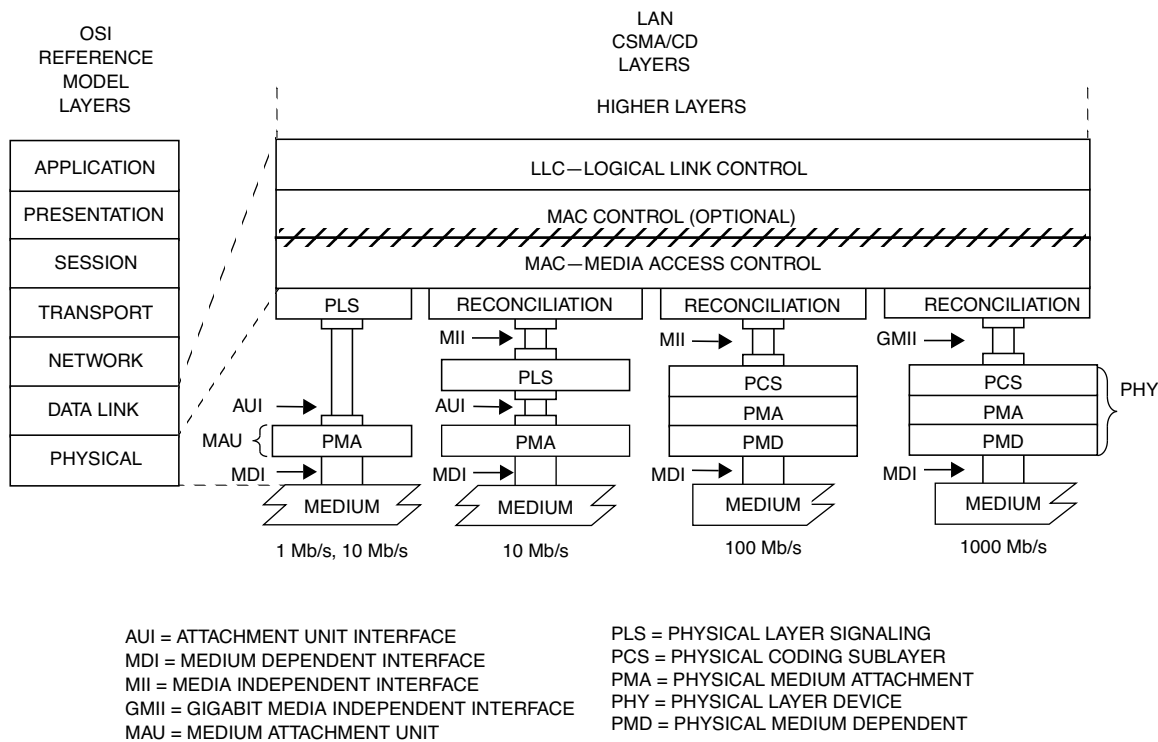 OSI
REFERENCE
MODEL
LAYERS
LAN
CSMA/CD
LAYERS
HIGHER LAYERS
APPLICATION
PRESENTATION
SESSION
TRANSPORT
NETWORK
DATA LINK
PHYSICAL
LLC—LOGICAL LINK CONTROL
MAC CONTROL (OPTIONAL)
MAC—MEDIA ACCESS CONTROL
PLS
AUI
MAU
PMA
MDI
MEDIUM
1 Mb/s, 10 Mb/s
RECONCILIATION
MII
PLS
AUI
PMA
MDI
MEDIUM
10 Mb/s
RECONCILIATION
MII
PCS
PMA
PMD
MDI
MEDIUM
100 Mb/s
RECONCILIATION
GMII
PCS
PMA
PMD
PHY
MDI
MEDIUM
1000 Mb/s
AUI = ATTACHMENT UNIT INTERFACE
MDI = MEDIUM DEPENDENT INTERFACE
MII = MEDIA INDEPENDENT INTERFACE
GMII = GIGABIT MEDIA INDEPENDENT INTERFACE
MAU = MEDIUM ATTACHMENT UNIT
PLS = PHYSICAL LAYER SIGNALING
PCS = PHYSICAL CODING SUBLAYER
PMA = PHYSICAL MEDIUM ATTACHMENT
PHY = PHYSICAL LAYER DEVICE
PMD = PHYSICAL MEDIUM DEPENDENT